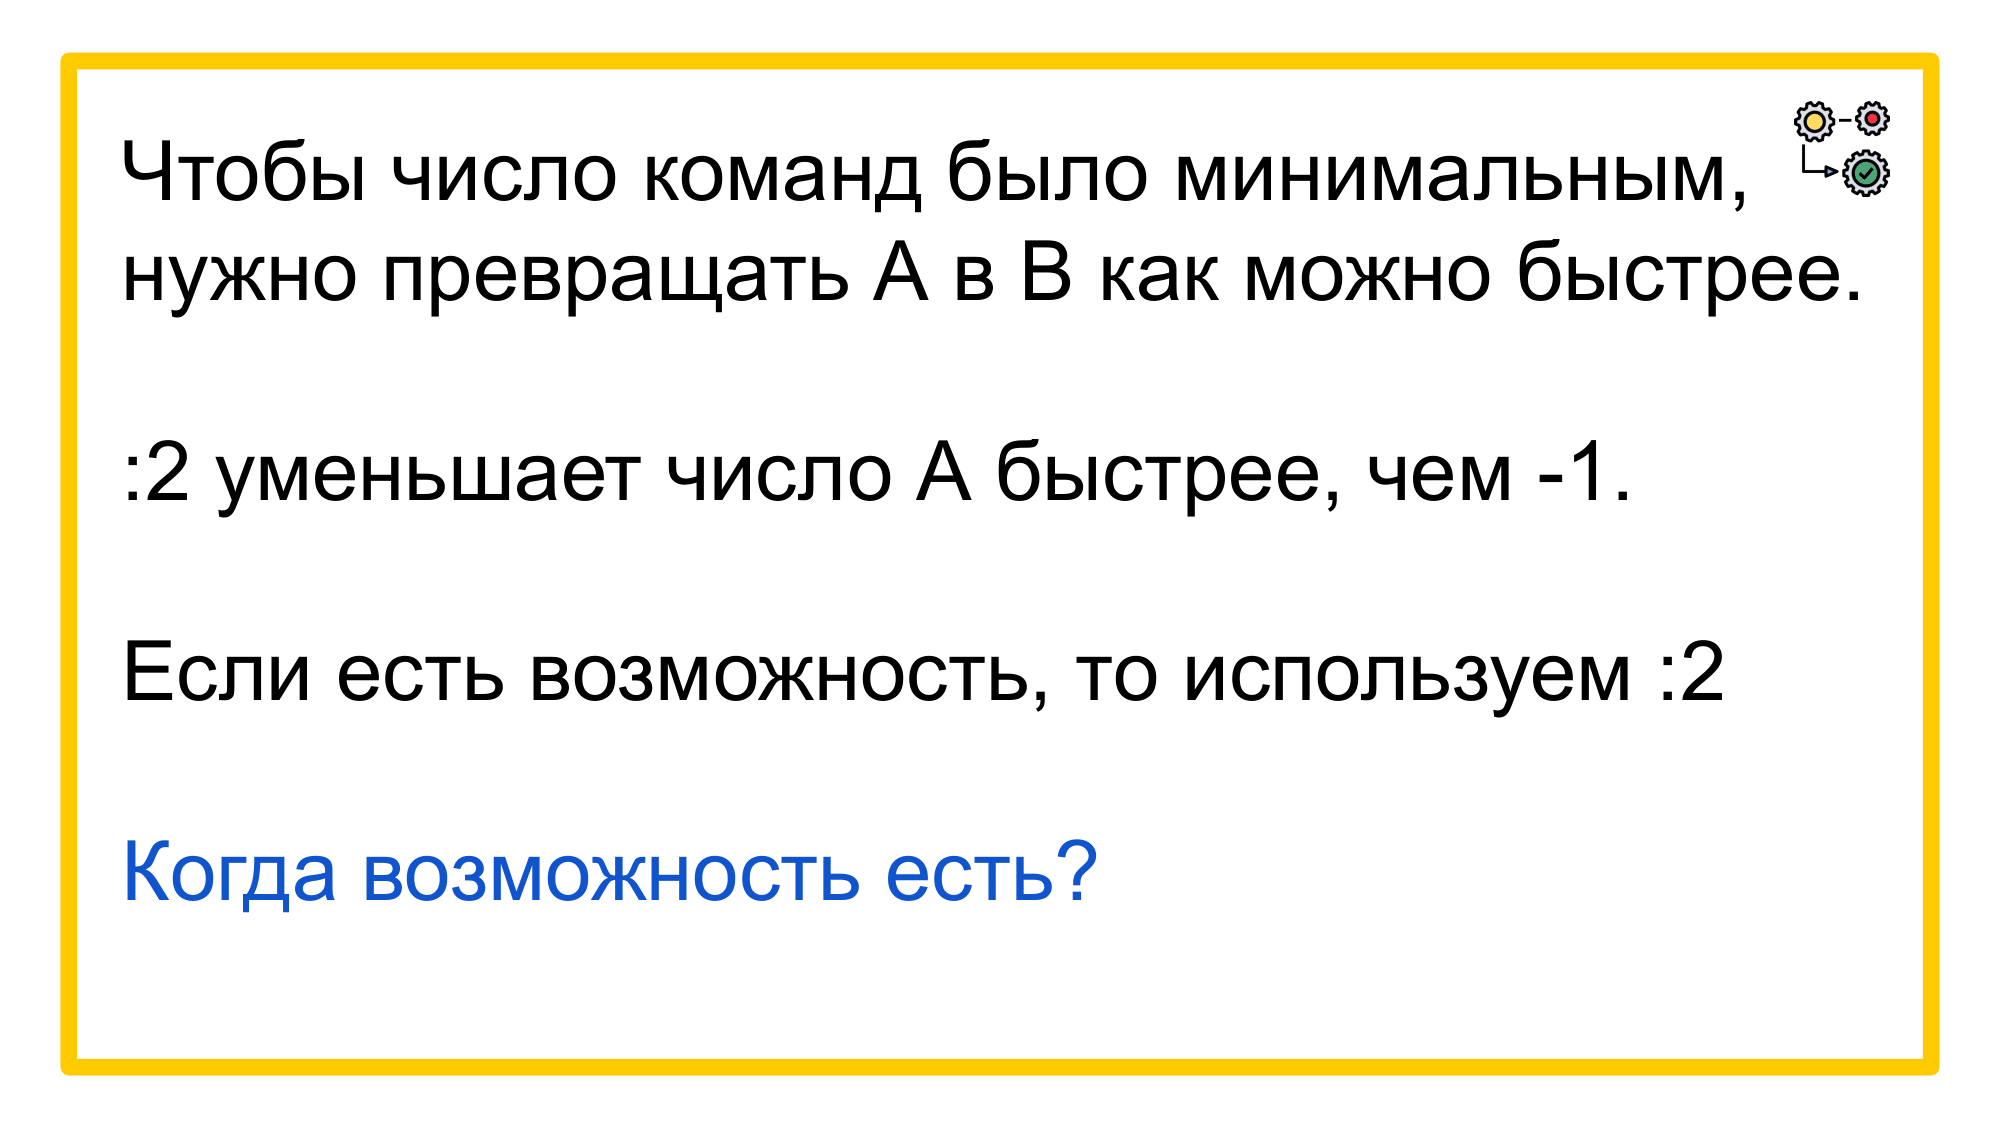 Чтобы число команд было минимальным,
нужно превращать А в В как можно быстрее.
:2 уменьшает число А быстрее, чем -1.
Если есть возможность, то используем :2
Когда возможность есть?